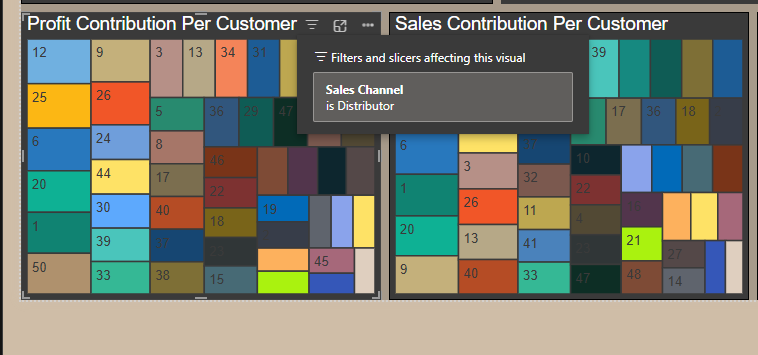 Profit Contribution Per Customer
Sales Contribution Per Customer
Filters and slicers affecting this visual
Sales Channel
is Distributor
12 9 3 13 34 31
25 26 5 36 29 47
6 24 8 46
20 44 17 22
1 30 40 18 19
39 37
50 33 38 15 45
39
17 36 18
6 37 10
3 32 22
1 26 11 4
20 13 41 21
27
9 40 33 47 48 14